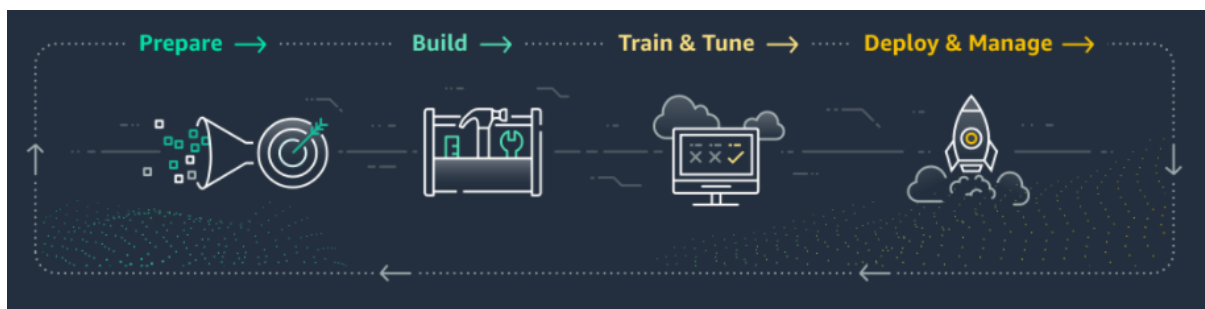 Prepare → Build → Train & Tune → Deploy & Manage →